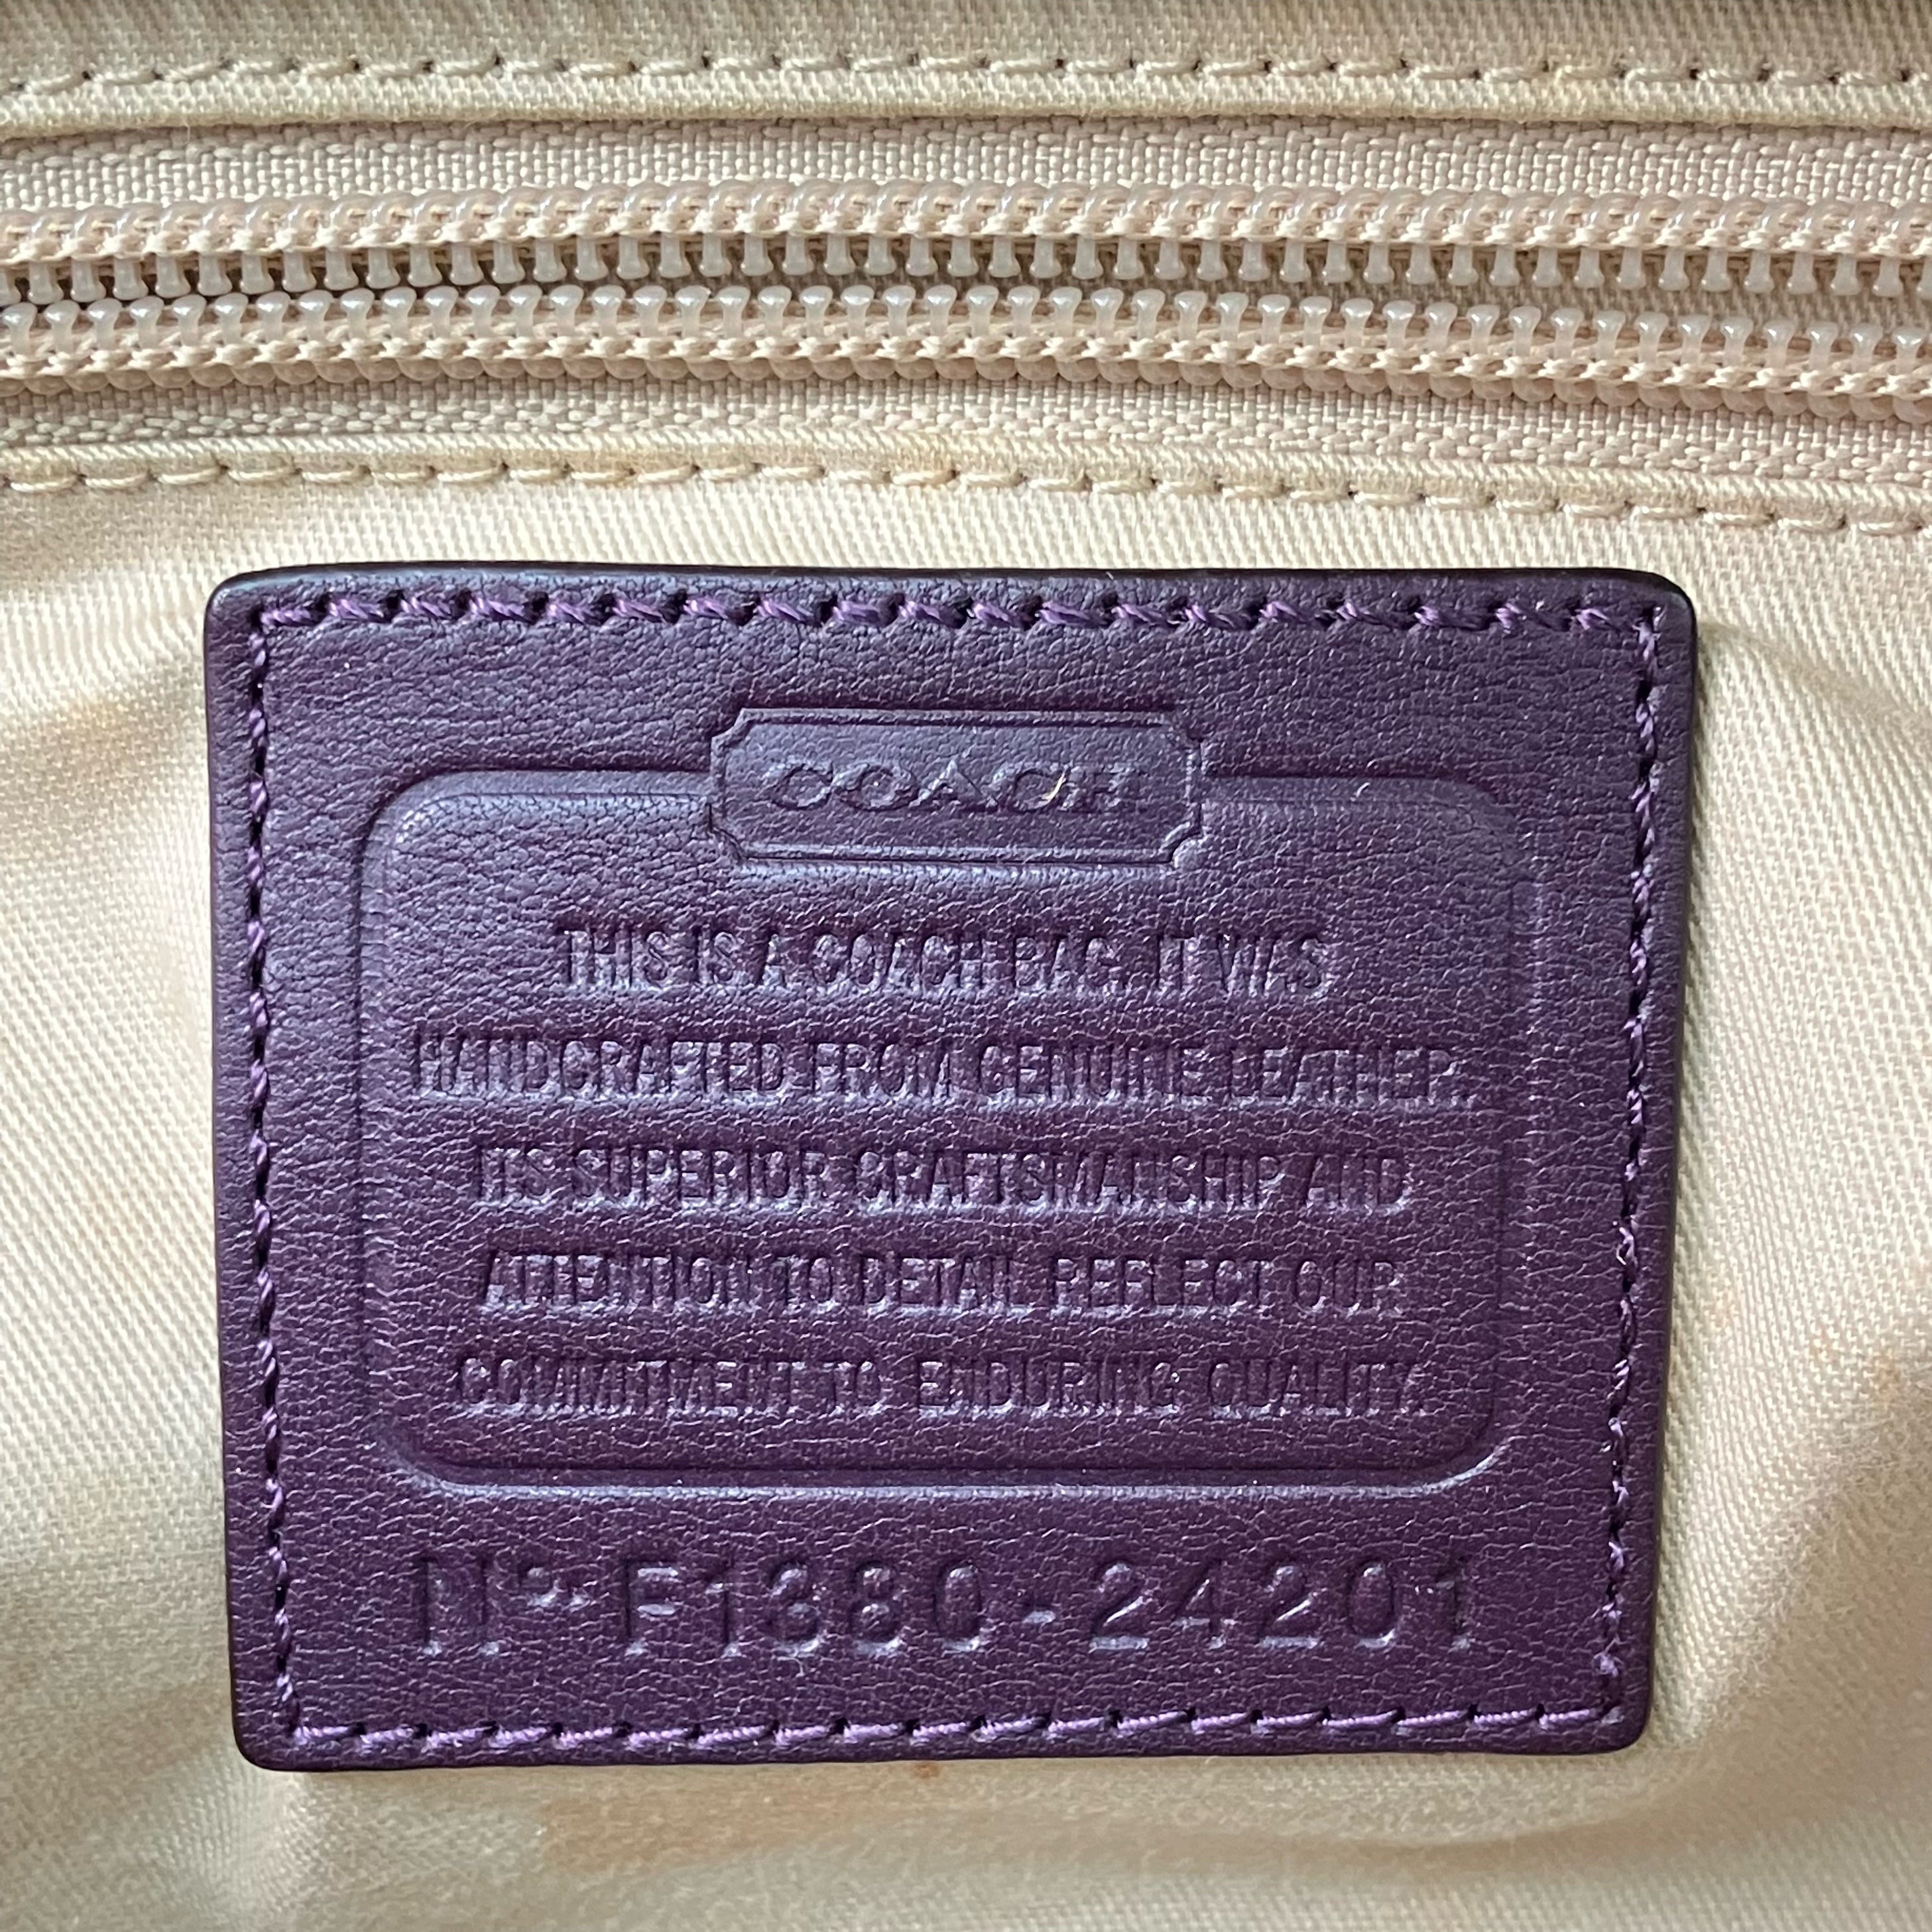 COACH
THIS IS A COACH BAG. IT WAS
HANDCRAFTED FROM GENUINE LEATHER.
ITS SUPERIOR CRAFTSMANSHIP AND
ATTENTION TO DETAIL REFLECT OUR
COMMITMENT TO ENDURING QUALITY.
Nº F1380-24201